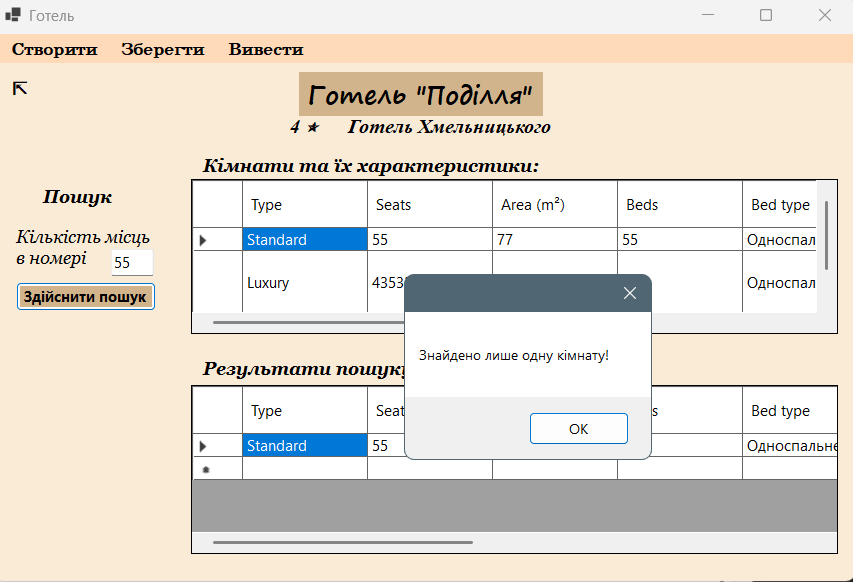 Готель
Створити Зберегти Вивести
Готель "Поділля"
4 ★ Готель Хмельницького
Кімнати та їх характеристики:
Пошук
Кількість місць
в номері 55
Здійснити пошук
Type Seats Area (m²) Beds Bed type
Standard 55 77 55 Односпал
Luxury 4353 Односпал
Знайдено лише одну кімнату!
OK
Результати пошуку
Type Seat s Bed type
Standard 55 Односпальне